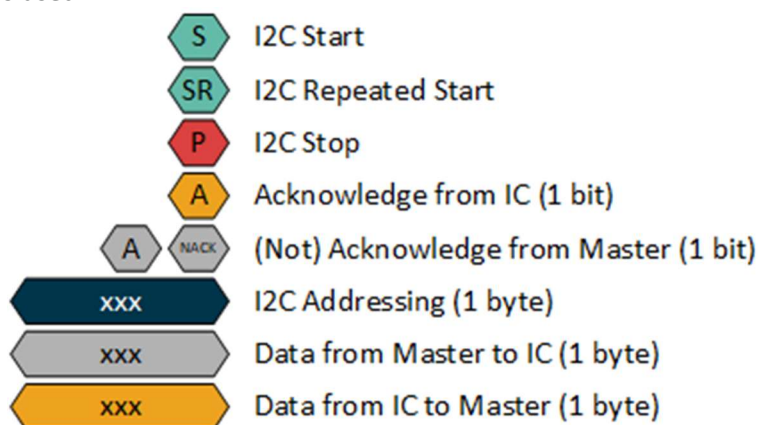 S I2C Start
SR I2C Repeated Start
P I2C Stop
A Acknowledge from IC (1 bit)
A NACK (Not) Acknowledge from Master (1 bit)
xxx I2C Addressing (1 byte)
xxx Data from Master to IC (1 byte)
xxx Data from IC to Master (1 byte)